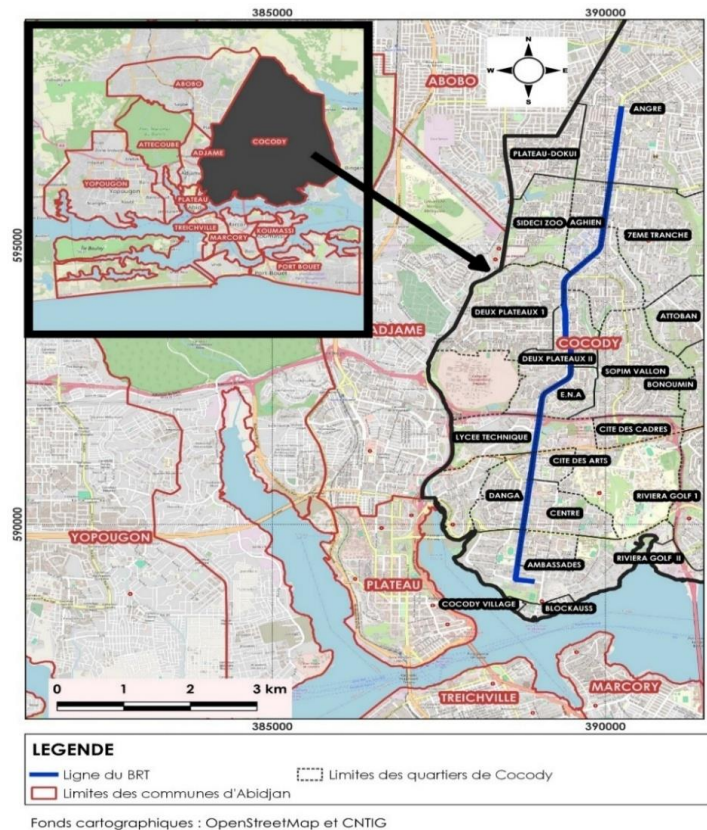 385000
390000
N
W E
S
ABOBO
ATTECOUBE
ADJAME
COCODY
YOPOUGON
Yopougon
PLATEAU
TREICHVILLE
MARCORY
KOUMASSI
PORT BOUET
ABOBO
ANGRE
PLATEAU-DOKUI
SIDECI ZOO
AGHIEN
7EME TRANCHE
595000
DEUX PLATEAUX 1
ATTOBAN
ADJAME
COCODY
DEUX PLATEAUX II
SOPIM VALLON
BONOUMIN
E.N.A
CITE DES CADRES
LYCEE TECHNIQUE
CITE DES ARTS
DANGA
RIVIERA GOLF 1
CENTRE
590000
YOPOUGON
RIVIERA GOLF II
AMBASSADES
PLATEAU
COCODY VILLAGE
BLOCKAUSS
0 1 2 3 km
TREICHVILLE
MARCORY
385000
390000
LEGENDE
Ligne du BRT
Limites des quartiers de Cocody
Limites des communes d'Abidjan
Fonds cartographiques : OpenStreetMap et CNTIG